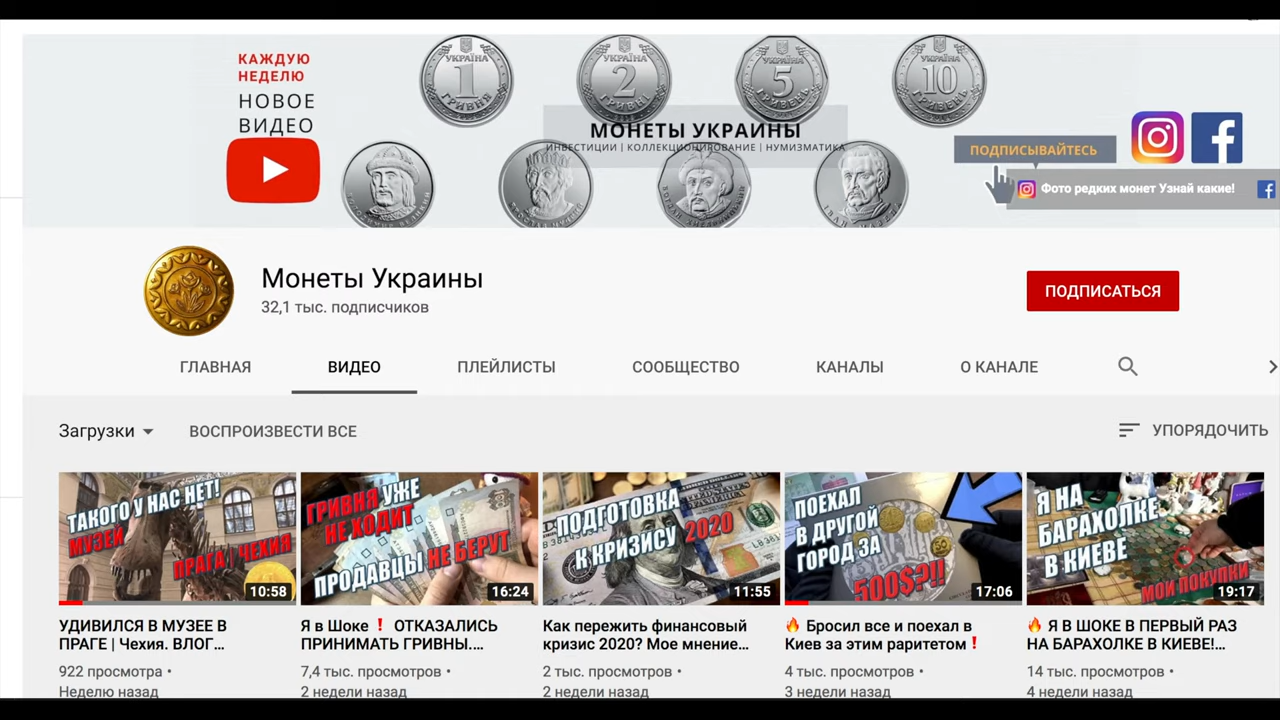 КАЖДУЮ
НЕДЕЛЮ
НОВОЕ
ВИДЕО
УКРАЇНА
1
ГРИВНЯ
УКРАЇНА
2
ГРИВНІ
УКРАЇНА
5
ГРИВЕНЬ
УКРАЇНА
10
ГРИВЕНЬ
МОНЕТЫ УКРАИНЫ
ИНВЕСТИЦИИ | КОЛЛЕКЦИОНИРОВАНИЕ | НУМИЗМАТИКА
ПОДПИСЫВАЙТЕСЬ
Фото редких монет Узнай какие!
Монеты Украины
32,1 тыс. подписчиков
ПОДПИСАТЬСЯ
ГЛАВНАЯ ВИДЕО ПЛЕЙЛИСТЫ СООБЩЕСТВО КАНАЛЫ О КАНАЛЕ
Загрузки ВОСПРОИЗВЕСТИ ВСЕ УПОРЯДОЧИТЬ
ТАКОГО У НАС НЕТ!
МУЗЕЙ
ПРАГА | ЧЕХИЯ
10:58
ГРИВНЯ УЖЕ
НЕ ХОДИТ
ПРОДАВЦЫ НЕ БЕРУТ
16:24
ПОДГОТОВКА
К КРИЗИСУ 2020
11:55
ПОЕХАЛ
В ДРУГОЙ
ГОРОД ЗА
500$?!!
17:06
Я НА
БАРАХОЛКЕ
В КИЕВЕ
МОИ ПОКУПКИ
19:17
УДИВИЛСЯ В МУЗЕЕ В
ПРАГЕ | Чехия. ВЛОГ...
922 просмотра •
Неделю назад
Я в Шоке❗ ОТКАЗАЛИСЬ
ПРИНИМАТЬ ГРИВНЫ....
7,4 тыс. просмотров •
2 недели назад
Как пережить финансовый
кризис 2020? Мое мнение...
2 тыс. просмотров •
2 недели назад
🔥 Бросил все и поехал в
Киев за этим раритетом❗
4 тыс. просмотров •
3 недели назад
🔥 Я В ШОКЕ В ПЕРВЫЙ РАЗ
НА БАРАХОЛКЕ В КИЕВЕ!...
14 тыс. просмотров •
4 недели назад